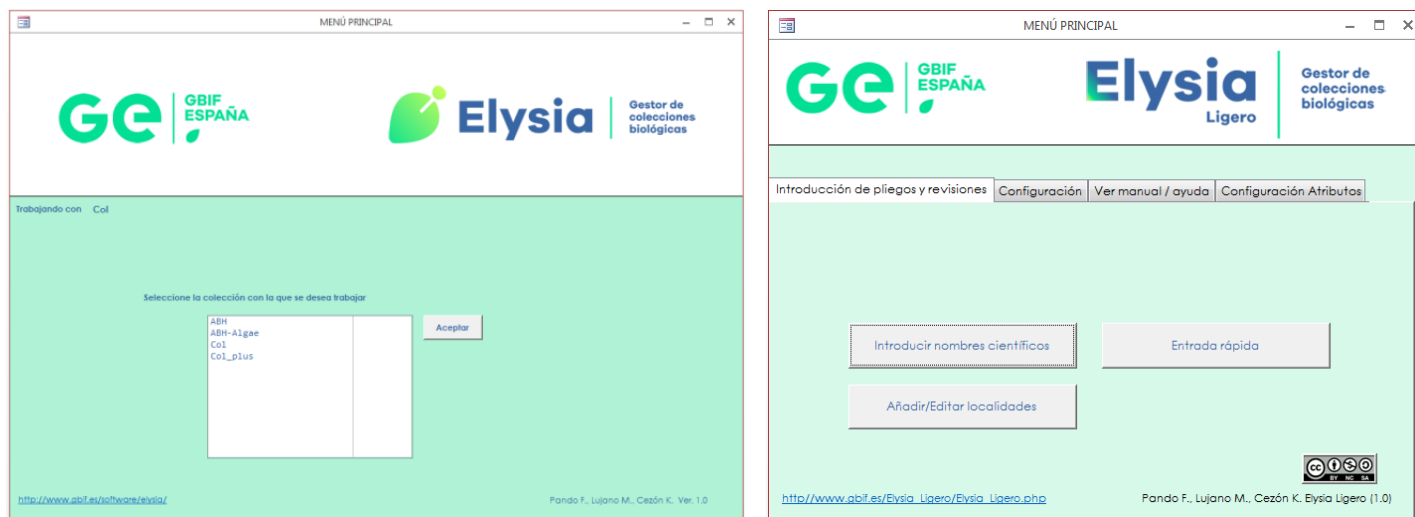 MENÚ PRINCIPAL
Ge
GBIF
ESPAÑA
Elysia
Gestor de
colecciones
biológicas
Trabajando con Col
Seleccione la colección con la que se desea trabajar
ABH
ABH-Algae
Col
Col_plus
Aceptar
http://www.gbif.es/software/elysia/
Pando F., Lujano M., Cezón K. Ver. 1.0
MENÚ PRINCIPAL
Ge
GBIF
ESPAÑA
Elysia
Ligero
Gestor de
colecciones
biológicas
Introducción de pliegos y revisiones
Configuración
Ver manual / ayuda
Configuración Atributos
Introducir nombres científicos
Entrada rápida
Añadir/Editar localidades
cc
BY NC SA
http//www.gbif.es/Elysia_Ligero/Elysia_Ligero.php
Pando F., Lujano M., Cezón K. Elysia Ligero (1.0)